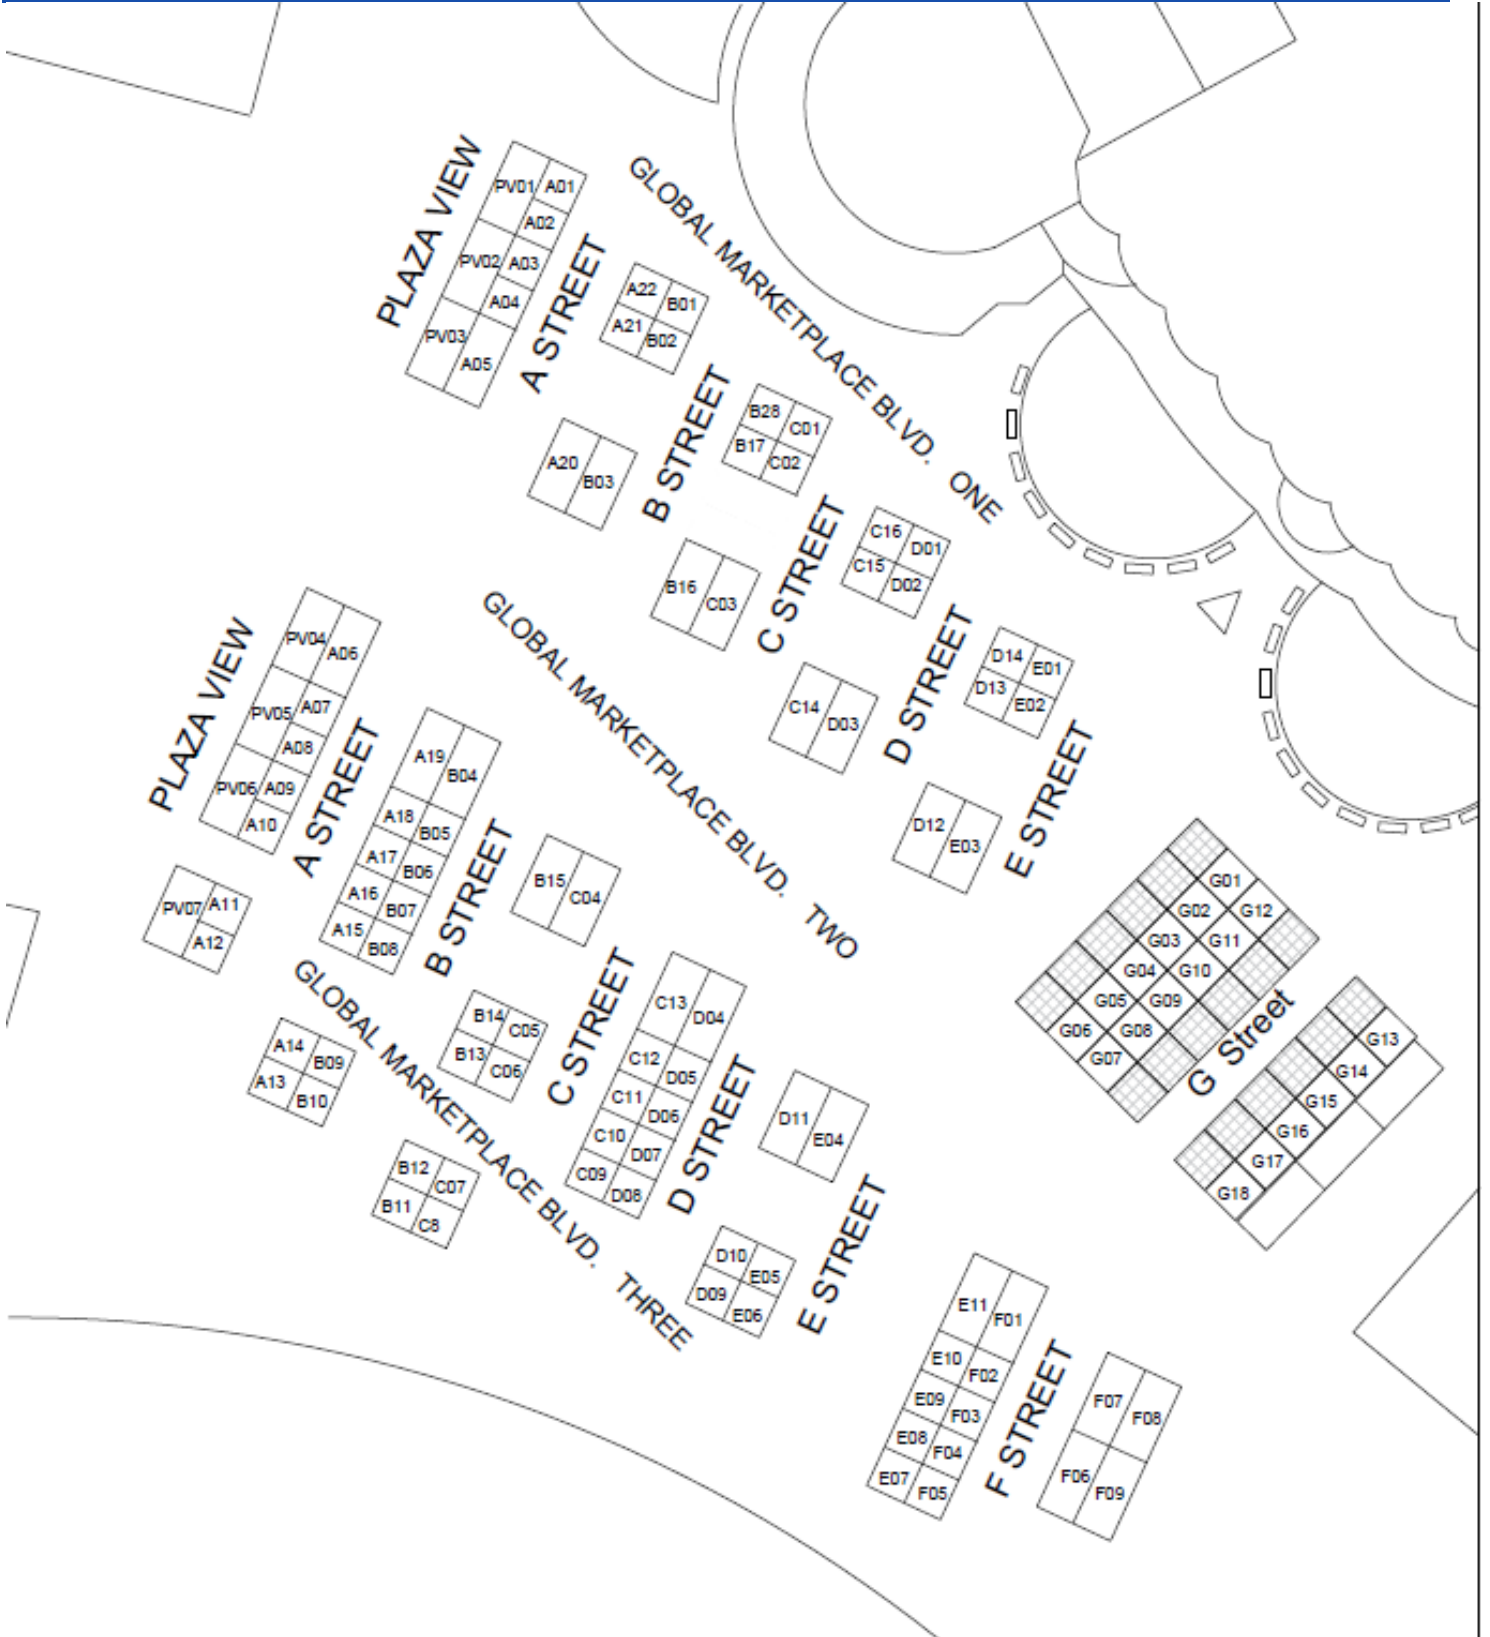 PLAZA VIEW
PV01 A01
A02
PV02 A03
A04
PV03
A05
A STREET
GLOBAL MARKETPLACE BLVD. ONE
A22 B01
A21 B02
A20 B03
B STREET
B28 C01
B17 C02
B16 C03
C STREET
C16 D01
C15 D02
C14 D03
D STREET
D14 E01
D13 E02
D12 E03
E STREET
GLOBAL MARKETPLACE BLVD. TWO
PLAZA VIEW
PV04 A06
PV05 A07
A08
PV06 A09
A10
A STREET
PV07 A11
A12
A19 B04
A18 B05
A17 B06
A16 B07
A15 B08
B STREET
B15 C04
B14 C05
B13 C06
C STREET
C13 D04
C12 D05
C11 D06
C10 D07
C09 D08
D STREET
D11 E04
D10 E05
D09 E06
E STREET
GLOBAL MARKETPLACE BLVD. THREE
A14 B09
A13 B10
B12 C07
B11 C8
E11 F01
E10 F02
E09 F03
E08 F04
E07 F05
F STREET
F07 F08
F06 F09
G01
G02 G12
G03 G11
G04 G10
G05 G09
G06 G08
G07
G Street
G13
G14
G15
G16
G17
G18